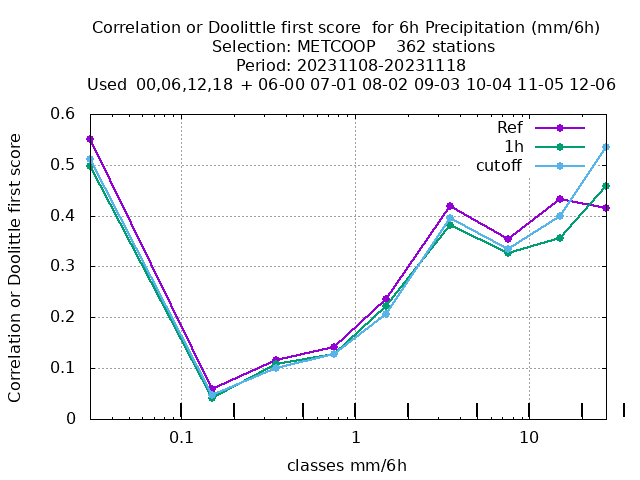 Correlation or Doolittle first score  for 6h Precipitation (mm/6h)
Selection: METCOOP    362 stations
Period: 20231108-20231118
Used  00,06,12,18  + 06-00 07-01 08-02 09-03 10-04 11-05 12-06
Correlation or Doolittle first score
0.6
0.5
0.4
0.3
0.2
0.1
0
Ref
1h
cutoff
0.1
1
10
classes mm/6h